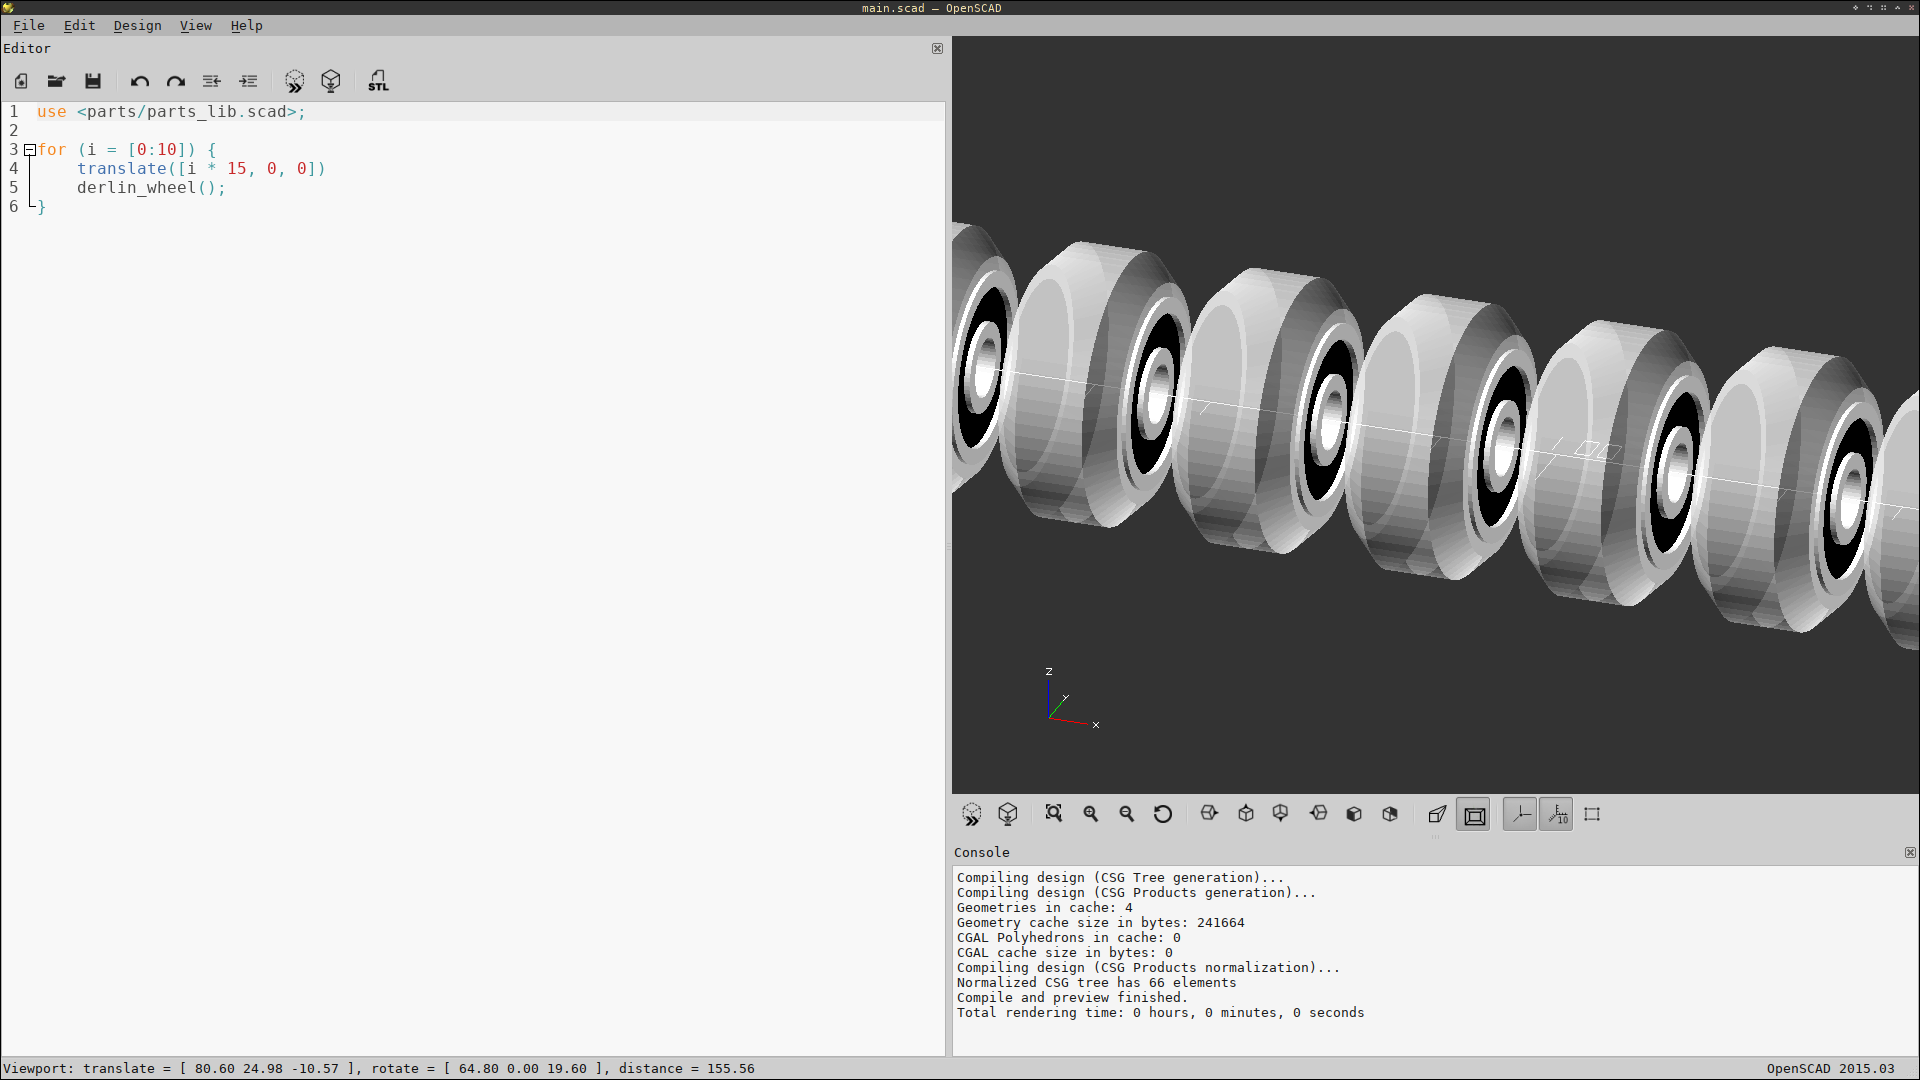 main.scad — OpenSCAD
File Edit Design View Help
Editor
STL
1 use <parts/parts_lib.scad>;
2
3 for (i = [0:10]) {
4     translate([i * 15, 0, 0])
5     derlin_wheel();
6 }
Z
Y
X
10
Console
Compiling design (CSG Tree generation)...
Compiling design (CSG Products generation)...
Geometries in cache: 4
Geometry cache size in bytes: 241664
CGAL Polyhedrons in cache: 0
CGAL cache size in bytes: 0
Compiling design (CSG Products normalization)...
Normalized CSG tree has 66 elements
Compile and preview finished.
Total rendering time: 0 hours, 0 minutes, 0 seconds
Viewport: translate = [ 80.60 24.98 -10.57 ], rotate = [ 64.80 0.00 19.60 ], distance = 155.56
OpenSCAD 2015.03